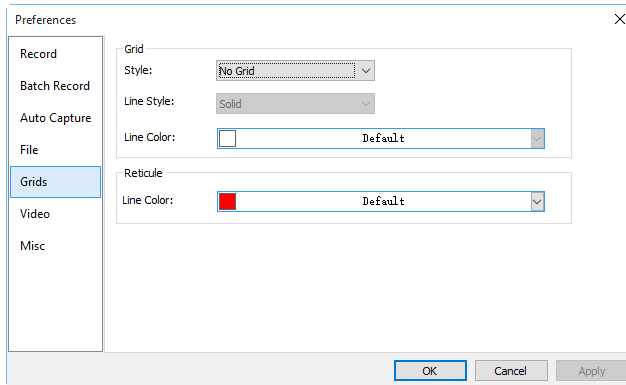 Preferences
Record
Batch Record
Auto Capture
File
Grids
Video
Misc
Grid
Style: No Grid
Line Style: Solid
Line Color: Default
Reticule
Line Color: Default
OK Cancel Apply